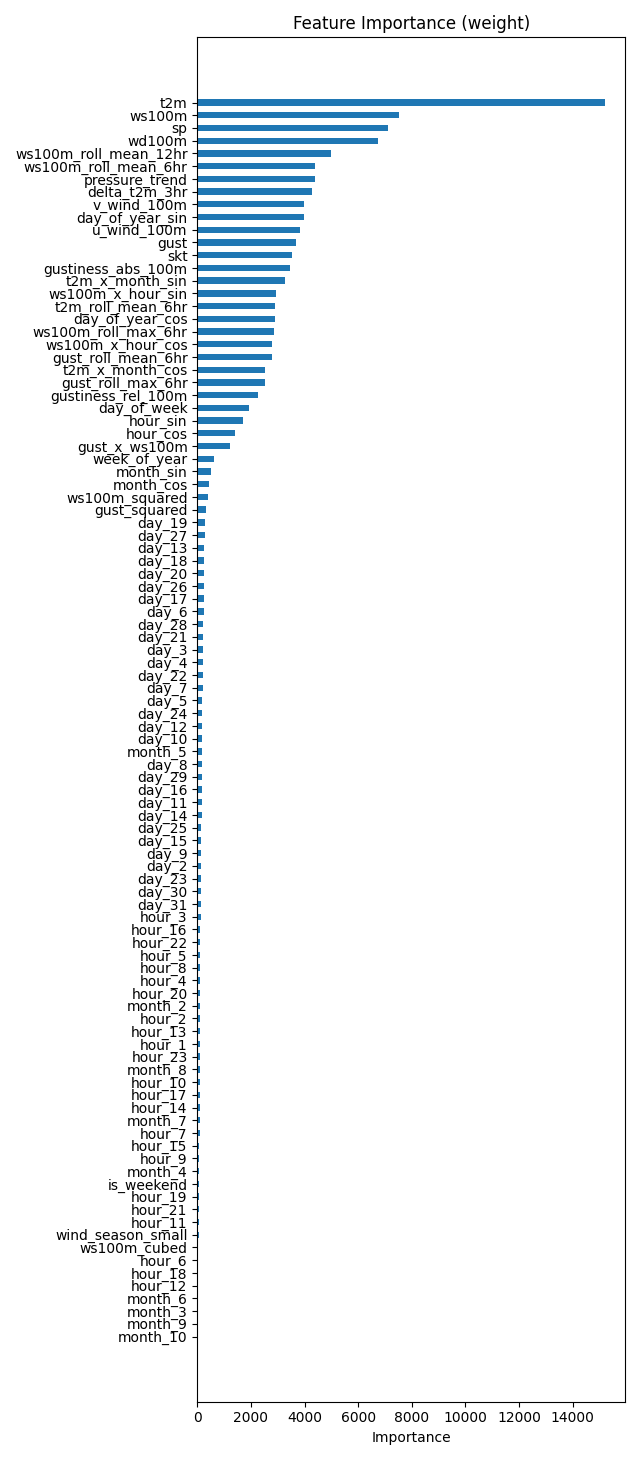 Feature Importance (weight)
t2m
ws100m
sp
wd100m
ws100m_roll_mean_12hr
ws100m_roll_mean_6hr
pressure_trend
delta_t2m_3hr
v_wind_100m
day_of_year_sin
u_wind_100m
gust
skt
gustiness_abs_100m
t2m_x_month_sin
ws100m_x_hour_sin
t2m_roll_mean_6hr
day_of_year_cos
ws100m_roll_max_6hr
ws100m_x_hour_cos
gust_roll_mean_6hr
t2m_x_month_cos
gust_roll_max_6hr
gustiness_rel_100m
day_of_week
hour_sin
hour_cos
gust_x_ws100m
week_of_year
month_sin
month_cos
ws100m_squared
gust_squared
day_19
day_27
day_13
day_18
day_20
day_26
day_17
day_6
day_28
day_21
day_3
day_4
day_22
day_7
day_5
day_24
day_12
day_10
month_5
day_8
day_29
day_16
day_11
day_14
day_25
day_15
day_9
day_2
day_23
day_30
day_31
hour_3
hour_16
hour_22
hour_5
hour_8
hour_4
hour_20
month_2
hour_2
hour_13
hour_1
hour_23
month_8
hour_10
hour_17
hour_14
month_7
hour_7
hour_15
hour_9
month_4
is_weekend
hour_19
hour_21
hour_11
wind_season_small
ws100m_cubed
hour_6
hour_18
hour_12
month_6
month_3
month_9
month_10
0 2000 4000 6000 8000 10000 12000 14000
Importance